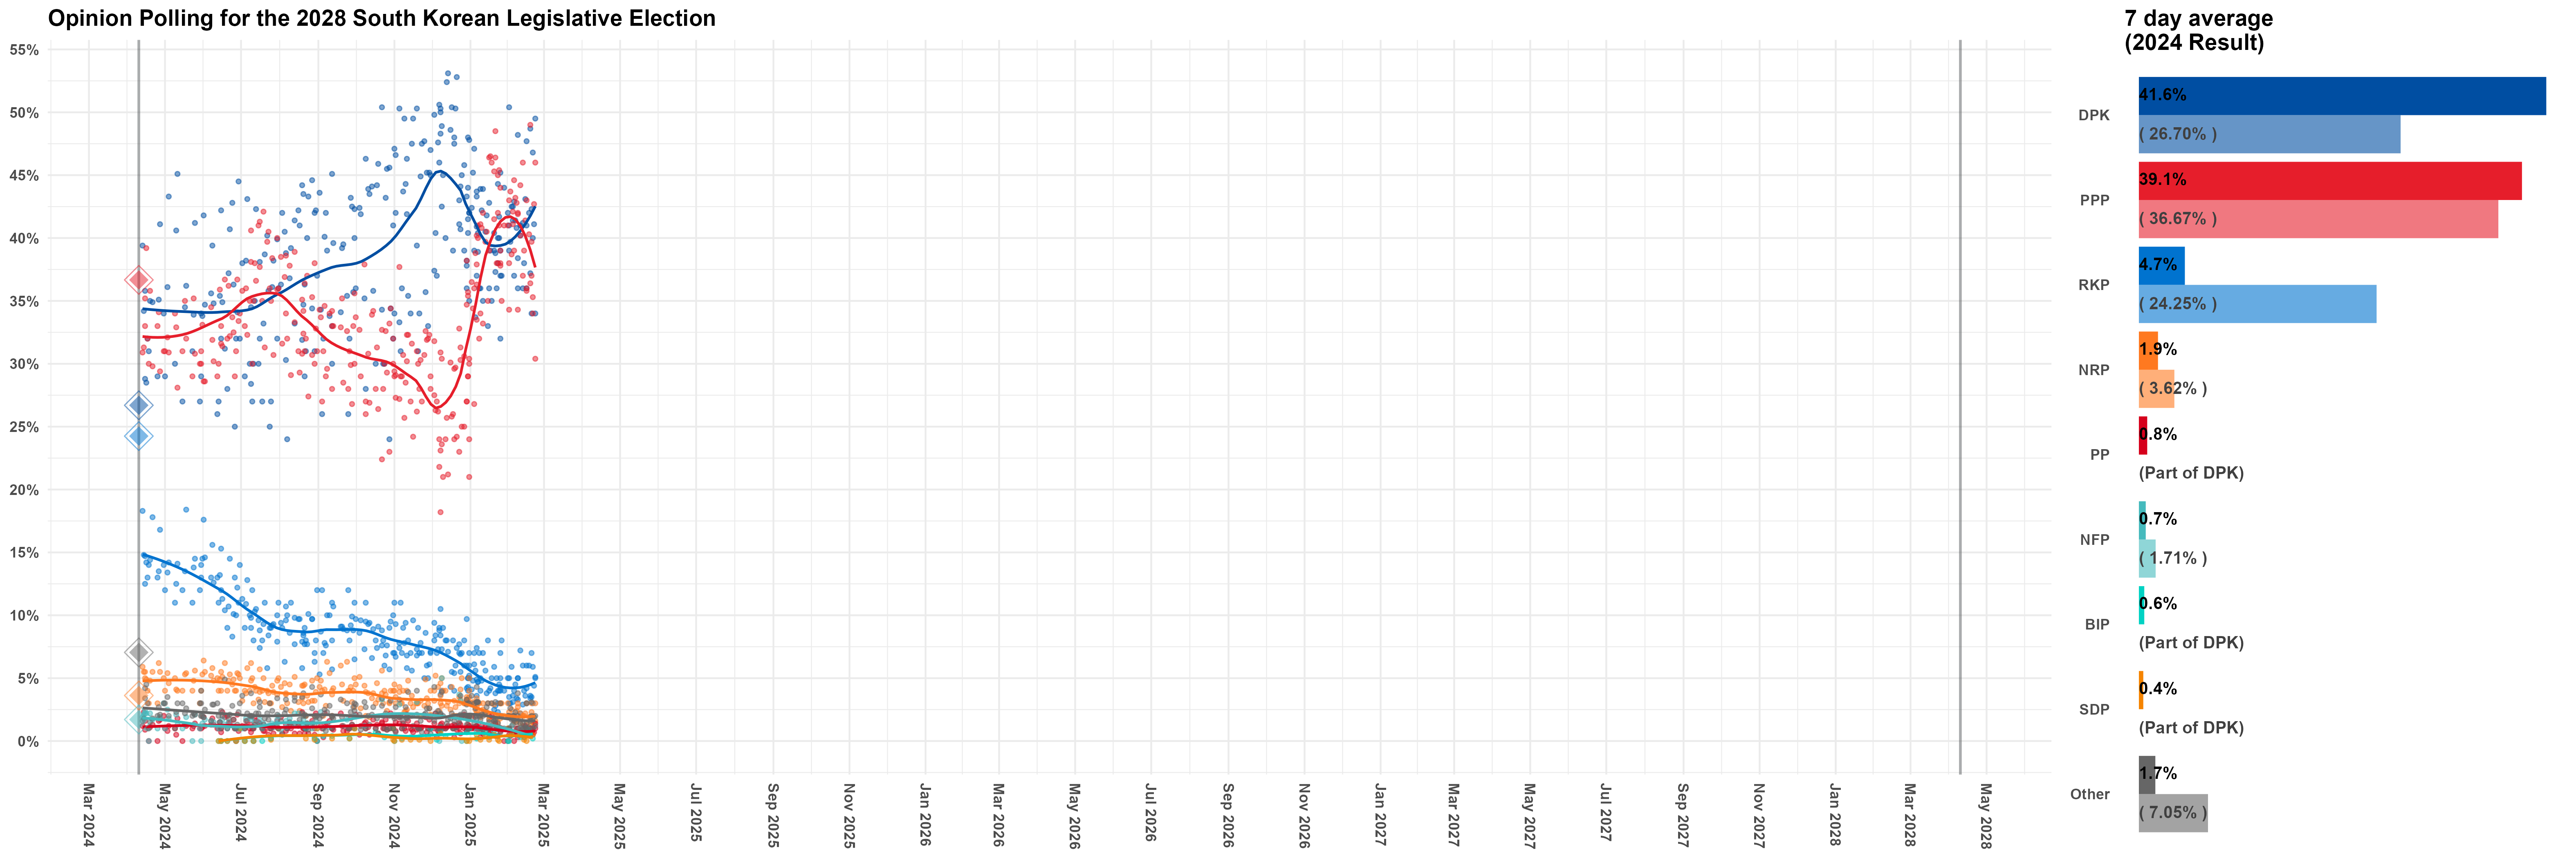 Opinion Polling for the 2028 South Korean Legislative Election
7 day average
(2024 Result)
55%
50%
45%
40%
35%
30%
25%
20%
15%
10%
5%
0%
Mar 2024
May 2024
Jul 2024
Sep 2024
Nov 2024
Jan 2025
Mar 2025
May 2025
Jul 2025
Sep 2025
Nov 2025
Jan 2026
Mar 2026
May 2026
Jul 2026
Sep 2026
Nov 2026
Jan 2027
Mar 2027
May 2027
Jul 2027
Sep 2027
Nov 2027
Jan 2028
Mar 2028
May 2028
DPK
41.6%
( 26.70% )
PPP
39.1%
( 36.67% )
RKP
4.7%
( 24.25% )
NRP
1.9%
( 3.62% )
PP
0.8%
(Part of DPK)
NFP
0.7%
( 1.71% )
BIP
0.6%
(Part of DPK)
SDP
0.4%
(Part of DPK)
Other
1.7%
( 7.05% )